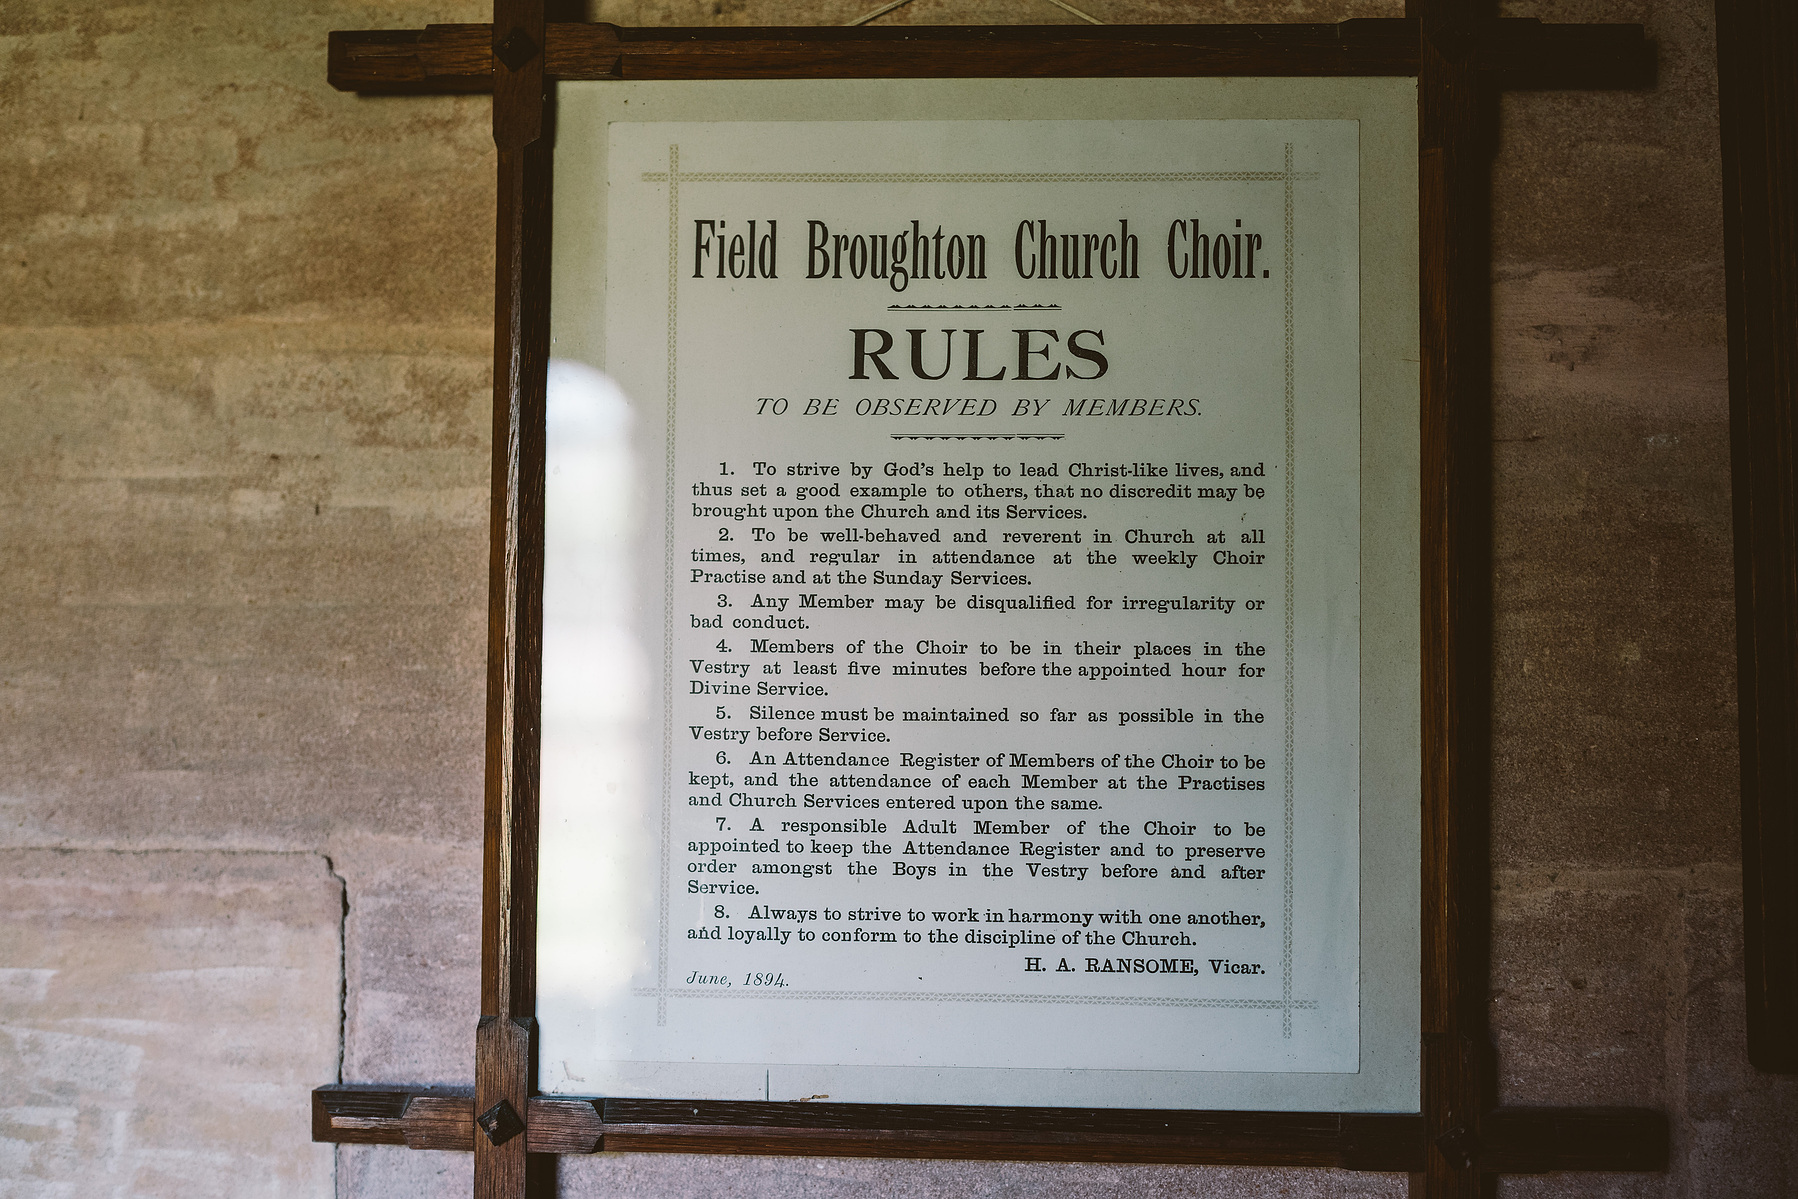 Field Broughton Church Choir.
RULES
TO BE OBSERVED BY MEMBERS.
1. To strive by God's help to lead Christ-like lives, and
thus set a good example to others, that no discredit may be
brought upon the Church and its Services.
2. To be well-behaved and reverent in Church at all
times, and regular in attendance at the weekly Choir
Practise and at the Sunday Services.
3. Any Member may be disqualified for irregularity or
bad conduct.
4. Members of the Choir to be in their places in the
Vestry at least five minutes before the appointed hour for
Divine Service.
5. Silence must be maintained so far as possible in the
Vestry before Service.
6. An Attendance Register of Members of the Choir to be
kept, and the attendance of each Member at the Practises
and Church Services entered upon the same.
7. A responsible Adult Member of the Choir to be
appointed to keep the Attendance Register and to preserve
order amongst the Boys in the Vestry before and after
Service.
8. Always to strive to work in harmony with one another,
and loyally to conform to the discipline of the Church.
H. A. RANSOME, Vicar.
June, 1894.